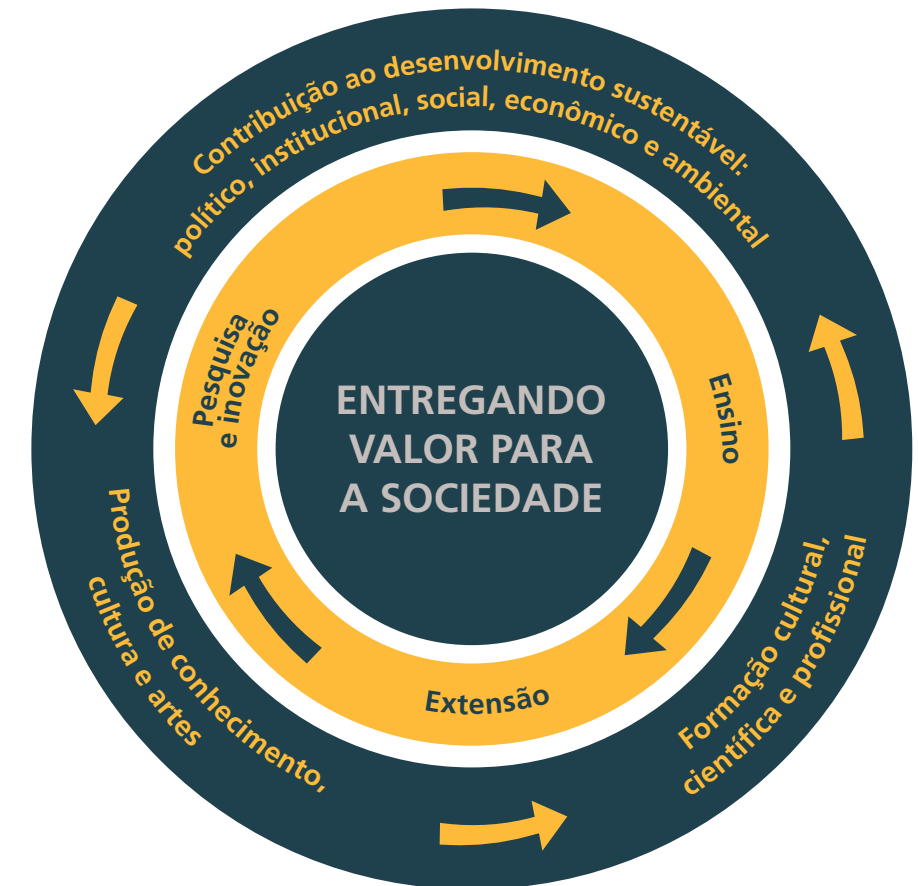 Contribuição ao desenvolvimento sustentável:
político, institucional, social, econômico e ambiental
Pesquisa
e inovação
Ensino
ENTREGANDO
VALOR PARA
A SOCIEDADE
Extensão
Produção de conhecimento,
cultura e artes
Formação cultural,
científica e profissional